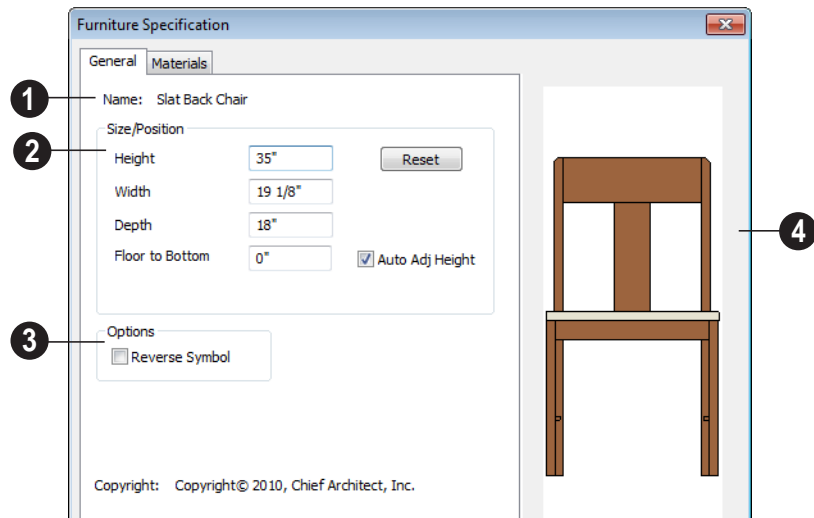 Furniture Specification
General Materials
1 Name: Slat Back Chair
Size/Position
2 Height 35" Reset
Width 19 1/8"
Depth 18"
4
Floor to Bottom 0" Auto Adj Height
3 Options
Reverse Symbol
Copyright: Copyright© 2010, Chief Architect, Inc.